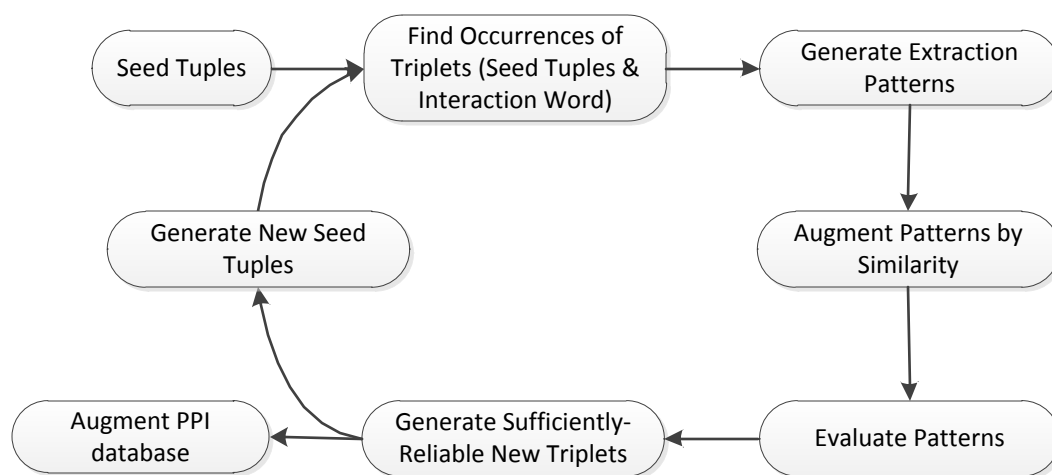 Seed Tuples
Find Occurrences of
Triplets (Seed Tuples &
Interaction Word)
Generate Extraction
Patterns
Augment Patterns by
Similarity
Evaluate Patterns
Generate Sufficiently-
Reliable New Triplets
Augment PPI
database
Generate New Seed
Tuples